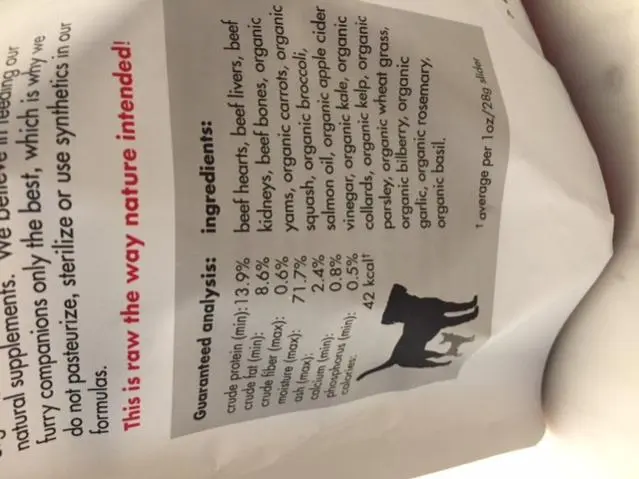 natural supplements. We believe in feeding our
furry companions only the best, which is why we
do not pasteurize, sterilize or use synthetics in our
formulas.
This is raw the way nature intended!
Guaranteed analysis:
crude protein (min): 13.9%
crude fat (min): 8.6%
crude fiber (max): 0.6%
moisture (max): 71.7%
ash (max): 2.4%
calcium (min): 0.8%
phosphorus (min): 0.5%
calories: 42 kcal†
ingredients:
beef hearts, beef livers, beef
kidneys, beef bones, organic
yams, organic carrots, organic
squash, organic broccoli,
salmon oil, organic apple cider
vinegar, organic kale, organic
collards, organic kelp, organic
parsley, organic wheat grass,
organic bilberry, organic
garlic, organic rosemary,
organic basil.
† average per 1oz/28g slider